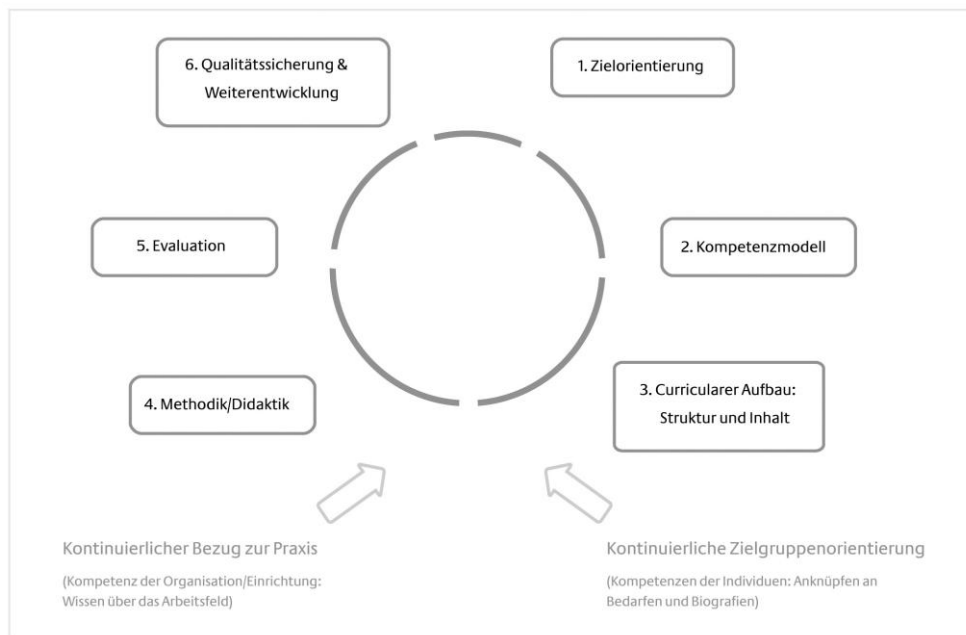 6. Qualitätssicherung &
Weiterentwicklung
1. Zielorientierung
5. Evaluation
2. Kompetenzmodell
4. Methodik/Didaktik
3. Curricularer Aufbau:
Struktur und Inhalt
Kontinuierlicher Bezug zur Praxis
(Kompetenz der Organisation/Einrichtung:
Wissen über das Arbeitsfeld)
Kontinuierliche Zielgruppenorientierung
(Kompetenzen der Individuen: Anknüpfen an
Bedarfen und Biografien)